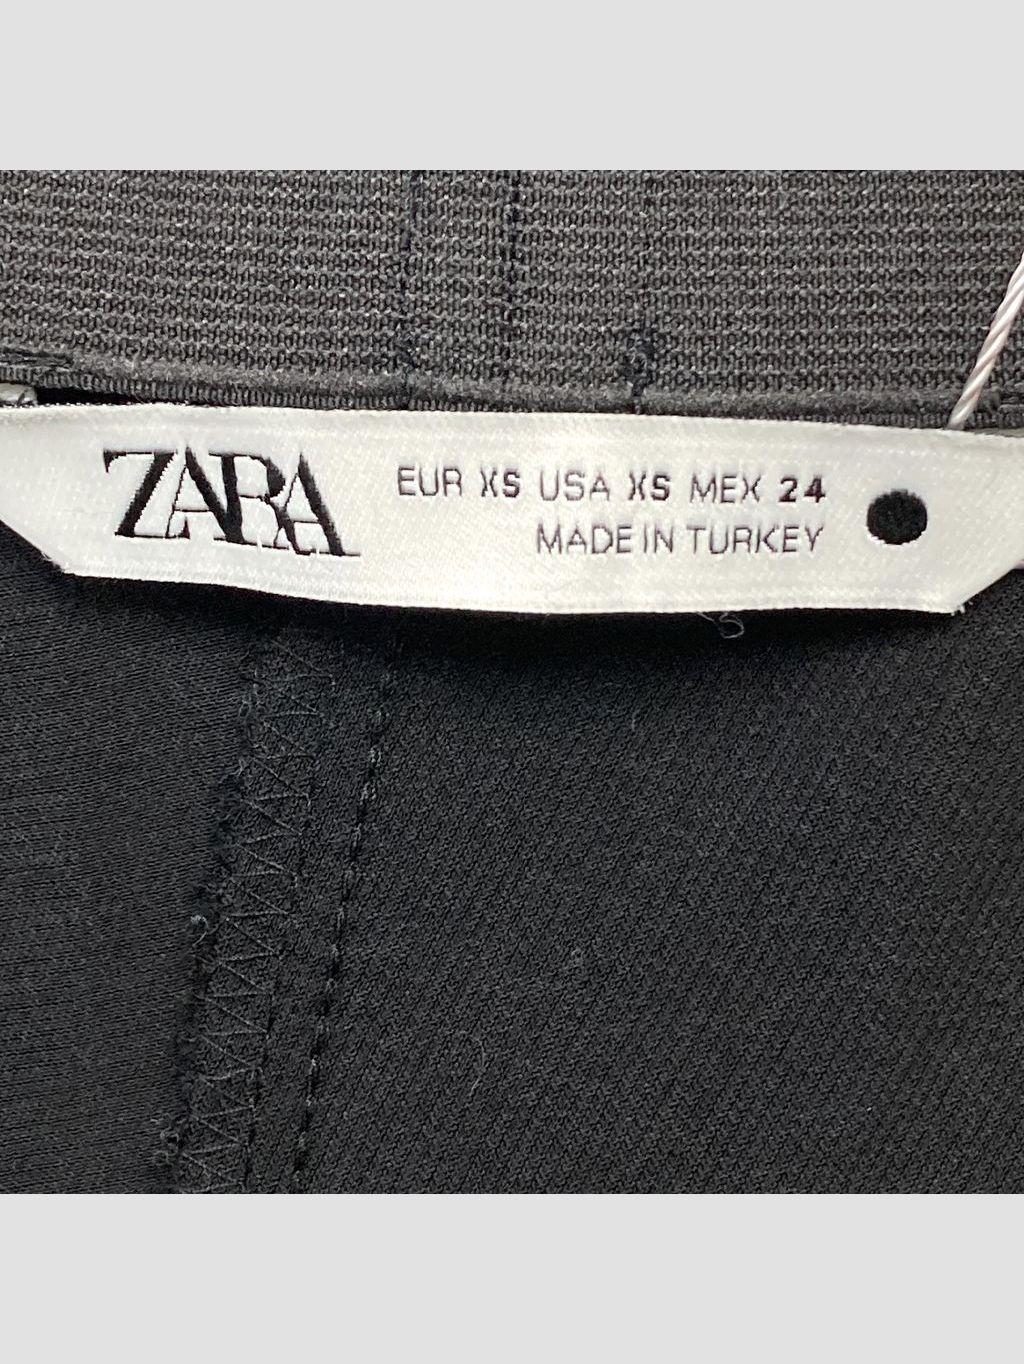 ZARA
EUR XS USA XS MEX 24
MADE IN TURKEY